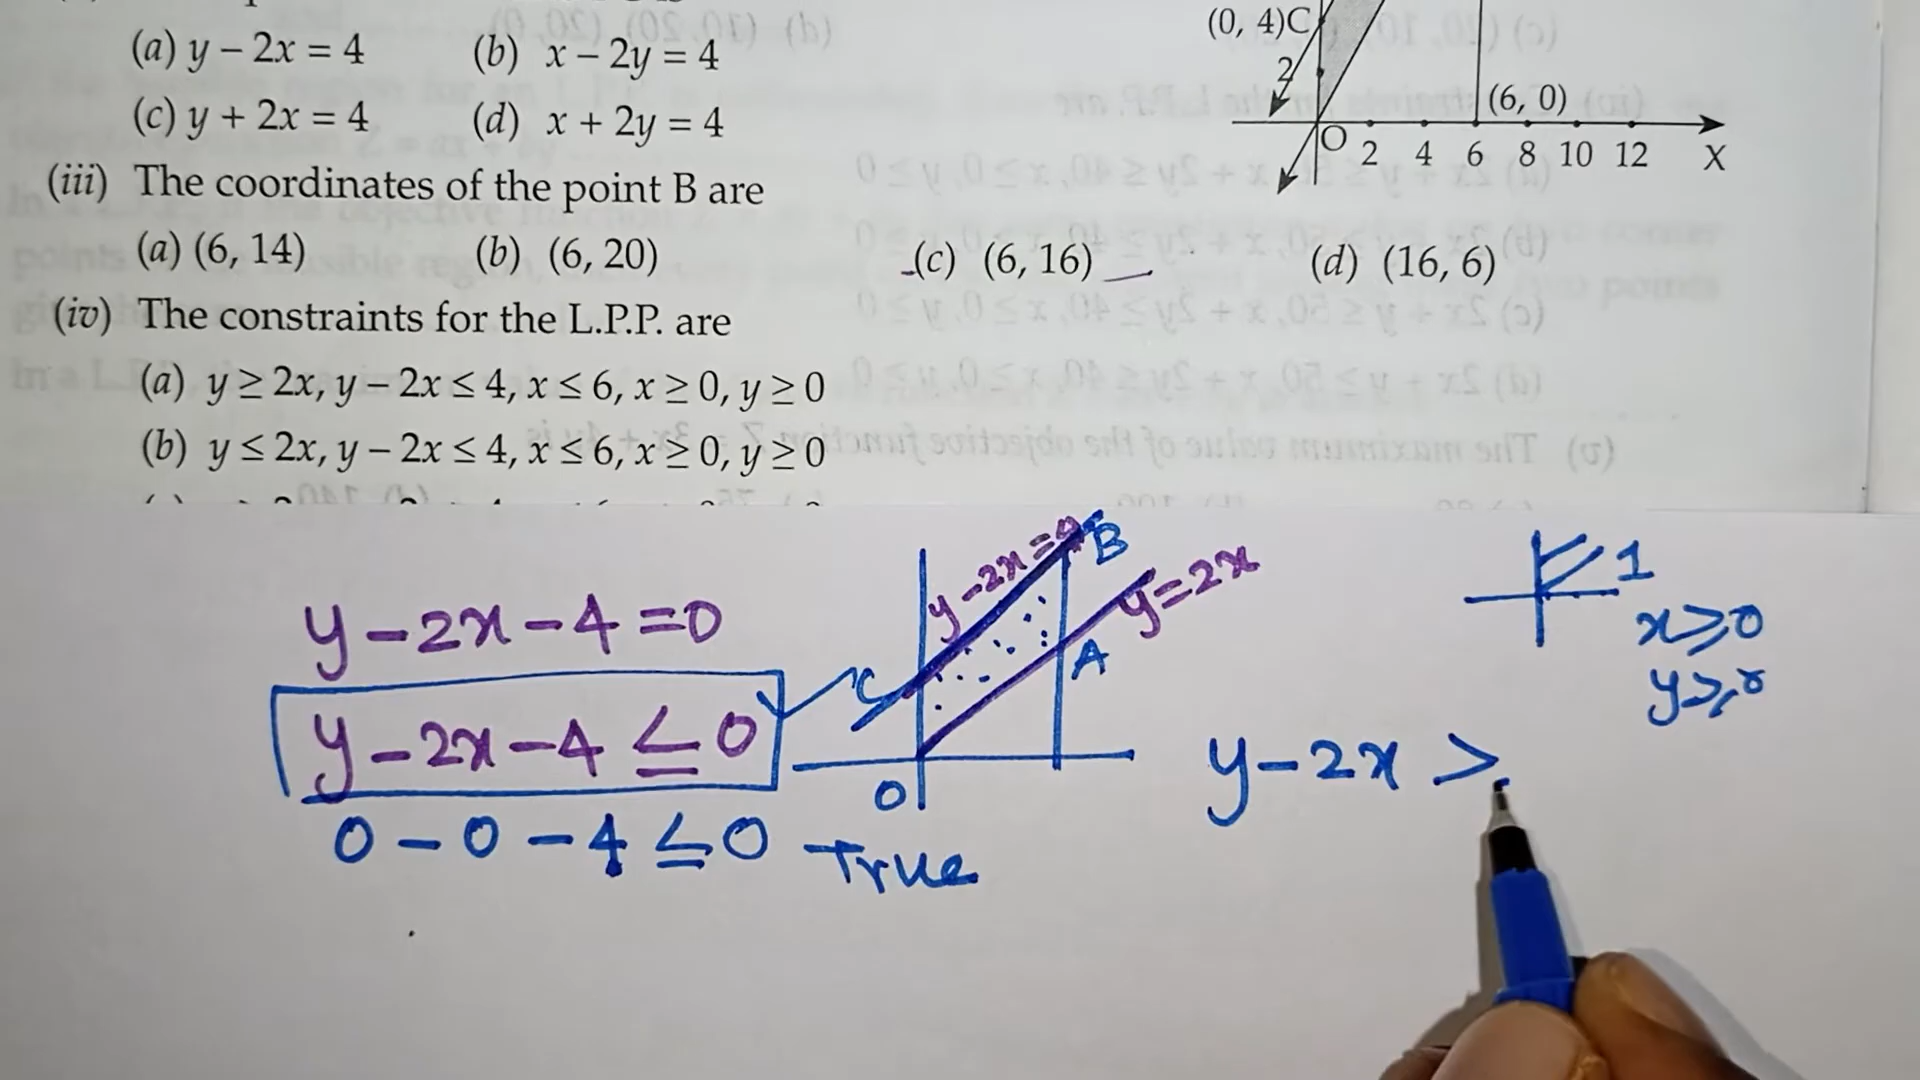 (a) y – 2x = 4 (b) x – 2y = 4
(c) y + 2x = 4 (d) x + 2y = 4
(iii) The coordinates of the point B are
(a) (6, 14) (b) (6, 20) (c) (6, 16) (d) (16, 6)
(iv) The constraints for the L.P.P. are
(a) y ≥ 2x, y – 2x ≤ 4, x ≤ 6, x ≥ 0, y ≥ 0
(b) y ≤ 2x, y – 2x ≤ 4, x ≤ 6, x ≥ 0, y ≥ 0
(0, 4)C
2
(6, 0)
O 2 4 6 8 10 12 X
y – 2x – 4 = 0
y – 2x – 4 ≤ 0
0 – 0 – 4 ≤ 0 True
y – 2x = 4
B
y = 2x
C
A
O
1
x ≥ 0
y ≥ 0
y – 2x >